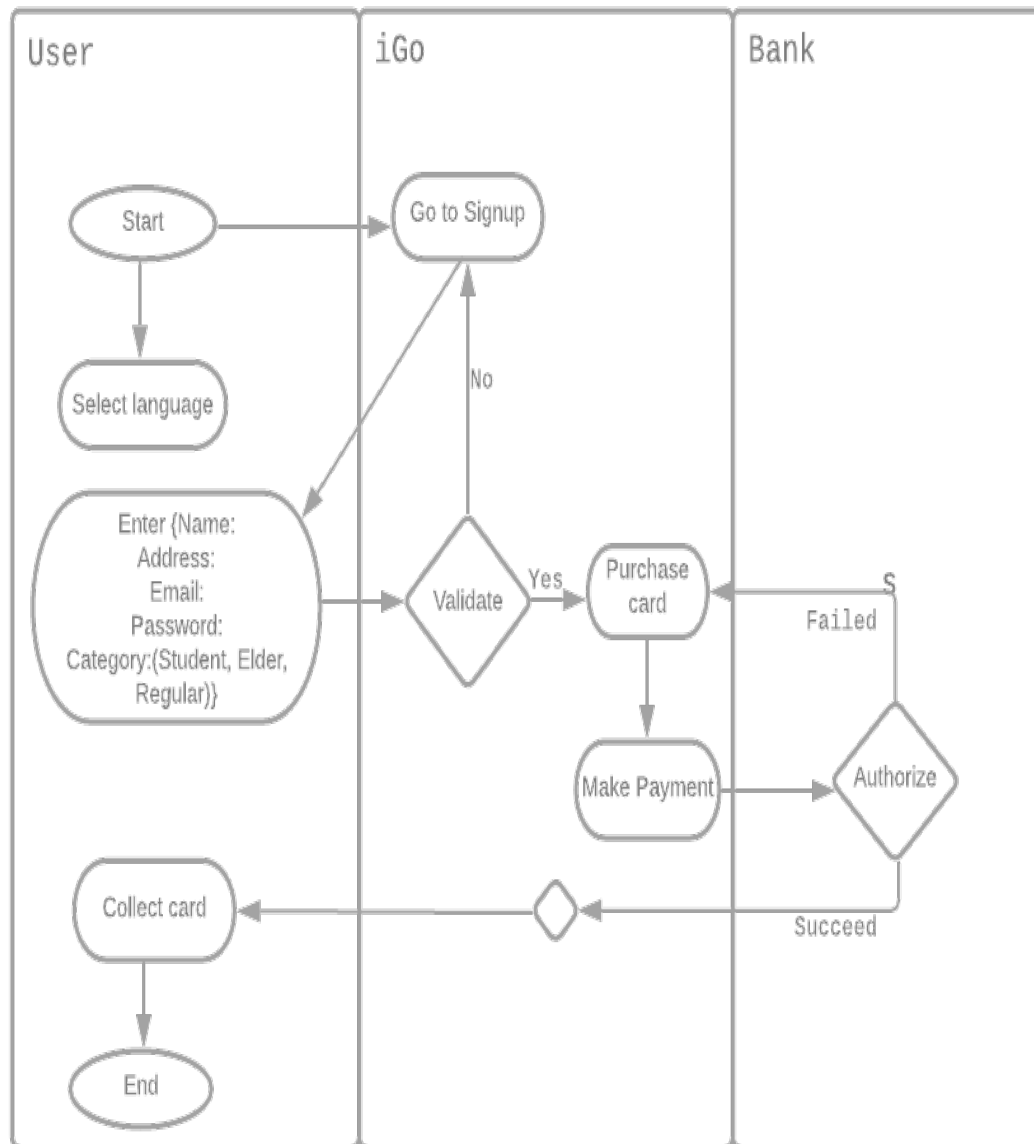 User
iGo
Bank
Start
Go to Signup
Select language
No
Enter {Name:
Address:
Email:
Password:
Category:(Student, Elder,
Regular)}
Validate
Yes
Purchase
card
S
Failed
Make Payment
Authorize
Collect card
Succeed
End